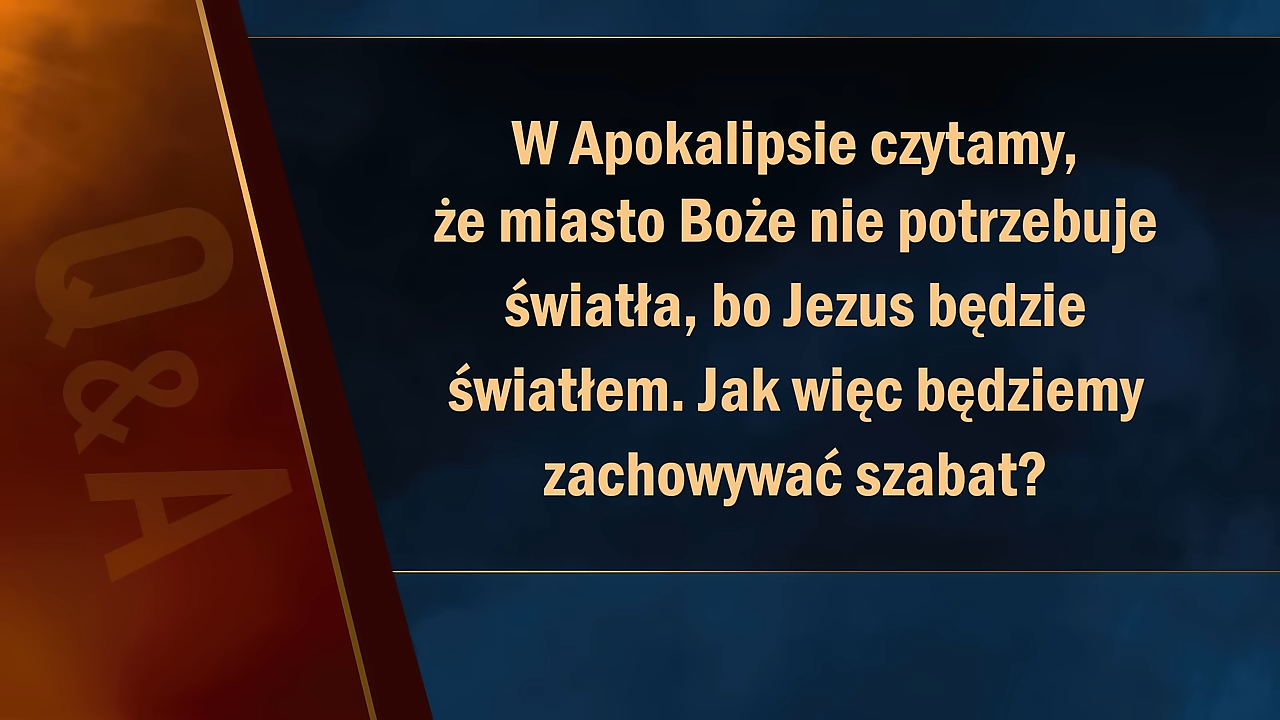 Q & A
W Apokalipsie czytamy,
że miasto Boże nie potrzebuje
światła, bo Jezus będzie
światłem. Jak więc będziemy
zachowywać szabat?